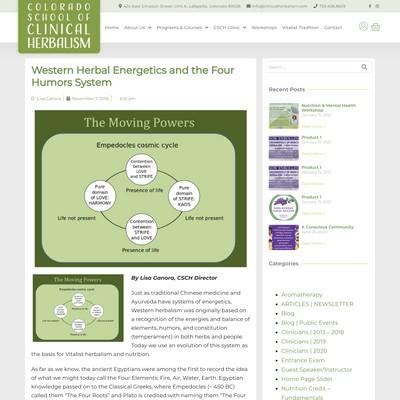 COLORADO
SCHOOL OF
CLINICAL
HERBALISM
424 East Simpson Street, Unit A, Lafayette, Colorado 80026
info@clinicalherbalism.com
720-406-8609
Home
About Us
Programs & Courses
CSCH Clinic
Workshops
Vitalist Tradition
Contact
Western Herbal Energetics and the Four
Humors System
Lisa Ganora
November 7, 2016
The Moving Powers
Empedocles cosmic cycle
Contention
between
LOVE
and
STRIFE
Presence of life
Pure
domain
of LOVE:
HARMONY
Pure
domain
of STRIFE:
KAOS
Life not present
Life not present
Contention
between
STRIFE
and
LOVE
Presence of life
The Moving Powers
Empedocles cosmic cycle
By Lisa Ganora, CSCH Director
Just as traditional Chinese medicine and
Ayurveda have systems of energetics,
Western herbalism was originally based on
a recognition of the energies and balance of
elements, humors, and constitution
(temperament) in both herbs and people.
Today we use an evolution of this system as
the basis for Vitalist herbalism and nutrition.
As far as we know, the ancient Egyptians were among the first to record the idea
of what we might today call the Four Elements: Fire, Air, Water, Earth. Egyptian
knowledge passed on to the Classical Greeks, where Empedocles (~ 450 BC)
called them "The Four Roots" and Plato is credited with naming them "The Four
Search...
Recent Posts
Nutrition & Mental Health
Workshop
Product 1
Product 1
Product 1
A Conscious Community
Categories
Aromatherapy
ARTICLES | NEWSLETTER
Blog
Blog | Public Events
Clinicians | 2013 – 2018
Clinicians | 2019
Clinicians | 2020
Entrance Exam
Guest Speaker/Instructor
Home Page Slider
Nutrition Credit –
Fundamentals